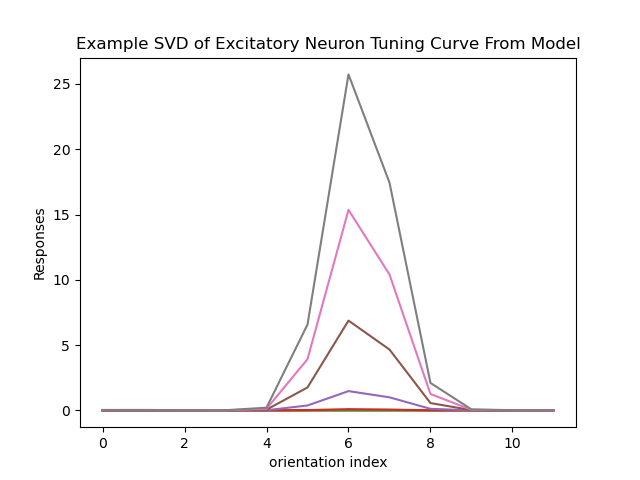 Example SVD of Excitatory Neuron Tuning Curve From Model
25
20
15
10
5
0
Responses
0 2 4 6 8 10
orientation index